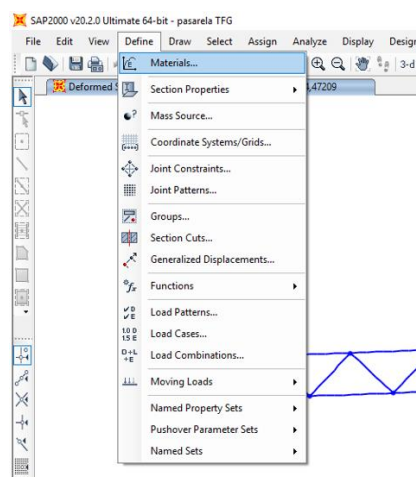 SAP2000 v20.2.0 Ultimate 64-bit - pasarela TFG
File Edit View Define Draw Select Assign Analyze Display Design
Materials...
3-d
Deformed S
,47209
Section Properties
Mass Source...
Coordinate Systems/Grids...
Joint Constraints...
Joint Patterns...
Groups...
Section Cuts...
Generalized Displacements...
Functions
Load Patterns...
Load Cases...
Load Combinations...
Moving Loads
Named Property Sets
Pushover Parameter Sets
Named Sets